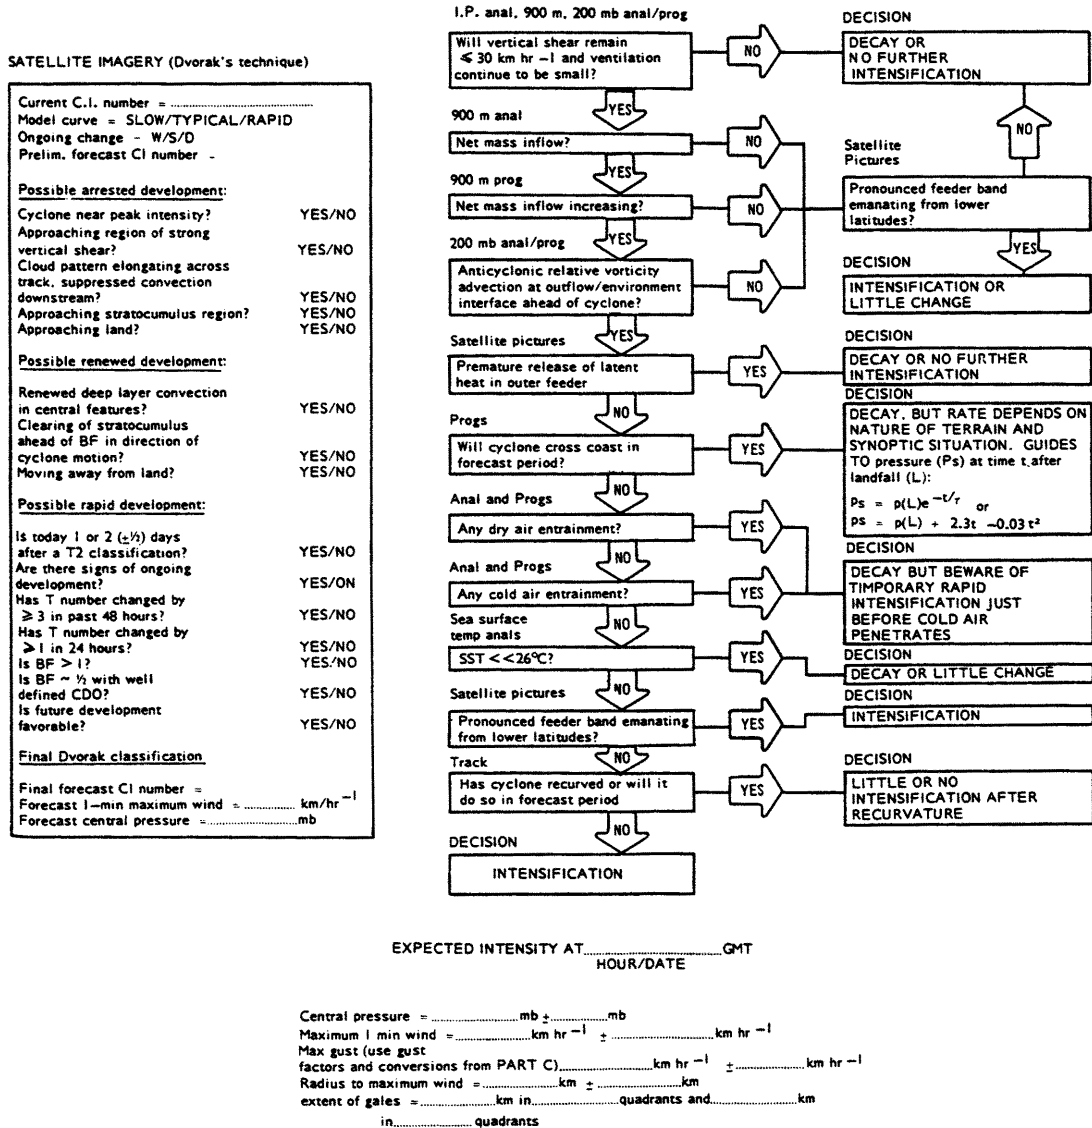 SATELLITE IMAGERY (Dvorak's technique)
Current C.I. number = ....................
Model curve = SLOW/TYPICAL/RAPID
Ongoing change - W/S/D
Prelim. forecast CI number -
Possible arrested development:
Cyclone near peak intensity? YES/NO
Approaching region of strong
vertical shear? YES/NO
Cloud pattern elongating across
track, suppressed convection
downstream? YES/NO
Approaching stratocumulus region? YES/NO
Approaching land? YES/NO
Possible renewed development:
Renewed deep layer convection
in central features? YES/NO
Clearing of stratocumulus
ahead of BF in direction of
cyclone motion? YES/NO
Moving away from land? YES/NO
Possible rapid development:
Is today 1 or 2 (±½) days
after a T2 classification? YES/NO
Are there signs of ongoing
development? YES/ON
Has T number changed by
≥ 3 in past 48 hours? YES/NO
Has T number changed by
≥ 1 in 24 hours? YES/NO
Is BF > 1? YES/NO
Is BF ~ ½ with well
defined CDO? YES/NO
Is future development
favorable? YES/NO
Final Dvorak classification
Final forecast CI number =
Forecast 1-min maximum wind = .......... km/hr⁻¹
Forecast central pressure = ....................mb
I.P. anal, 900 m, 200 mb anal/prog
Will vertical shear remain
≤ 30 km hr -1 and ventilation
continue to be small?
NO
DECISION
DECAY OR
NO FURTHER
INTENSIFICATION
YES
900 m anal
Net mass inflow?
NO
YES
900 m prog
Net mass inflow increasing?
NO
YES
200 mb anal/prog
Anticyclonic relative vorticity
advection at outflow/environment
interface ahead of cyclone?
NO
NO
Satellite
Pictures
Pronounced feeder band
emanating from lower
latitudes?
YES
DECISION
INTENSIFICATION OR
LITTLE CHANGE
YES
Satellite pictures
Premature release of latent
heat in outer feeder
YES
DECISION
DECAY OR NO FURTHER
INTENSIFICATION
NO
Progs
Will cyclone cross coast in
forecast period?
YES
DECISION
DECAY, BUT RATE DEPENDS ON
NATURE OF TERRAIN AND
SYNOPTIC SITUATION. GUIDES
TO pressure (Ps) at time t after
landfall (L):
Ps = p(L)e^−t/τ or
ps = p(L) + 2.3t −0.03 t²
NO
Anal and Progs
Any dry air entrainment?
YES
NO
Anal and Progs
Any cold air entrainment?
YES
DECISION
DECAY BUT BEWARE OF
TIMPORARY RAPID
INTENSIFICATION JUST
BEFORE COLD AIR
PENETRATES
NO
Sea surface
temp anals
SST <<26°C?
YES
DECISION
DECAY OR LITTLE CHANGE
NO
Satellite pictures
Pronounced feeder band emanating
from lower latitudes?
YES
DECISION
INTENSIFICATION
NO
Track
Has cyclone recurved or will it
do so in forecast period
YES
DECISION
LITTLE OR NO
INTENSIFICATION AFTER
RECURVATURE
NO
DECISION
INTENSIFICATION
EXPECTED INTENSITY AT....................GMT
HOUR/DATE
Central pressure = ....................mb ±..........mb
Maximum 1 min wind = ..........km hr −1 ±....................km hr −1
Max gust (use gust
factors and conversions from PART C)....................km hr −1 ±..........km hr −1
Radius to maximum wind = ..........km ±....................km
extent of gales = ..........km in..........quadrants and..........km
in..........quadrants